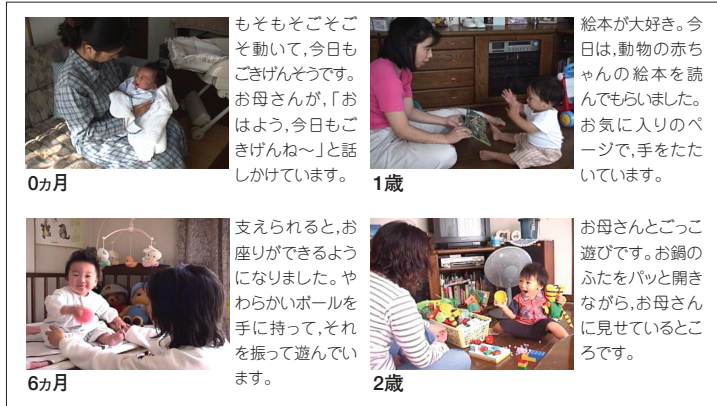 もそもそごそご
そ動いて,今日も
ごきげんそうです。
お母さんが,「お
はよう,今日もご
きげんね〜」と話
しかけています。
0ヵ月
絵本が大好き。今
日は,動物の赤ち
ゃんの絵本を読
んでもらいました。
お気に入りのペ
ージで,手をたた
いています。
1歳
支えられると,お
座りができるよう
になりました。や
わらかいボールを
手に持って,それ
を振って遊んでい
ます。
6ヵ月
お母さんとごっこ
遊びです。お鍋の
ふたをパッと開き
ながら,お母さん
に見せているとこ
ろです。
2歳